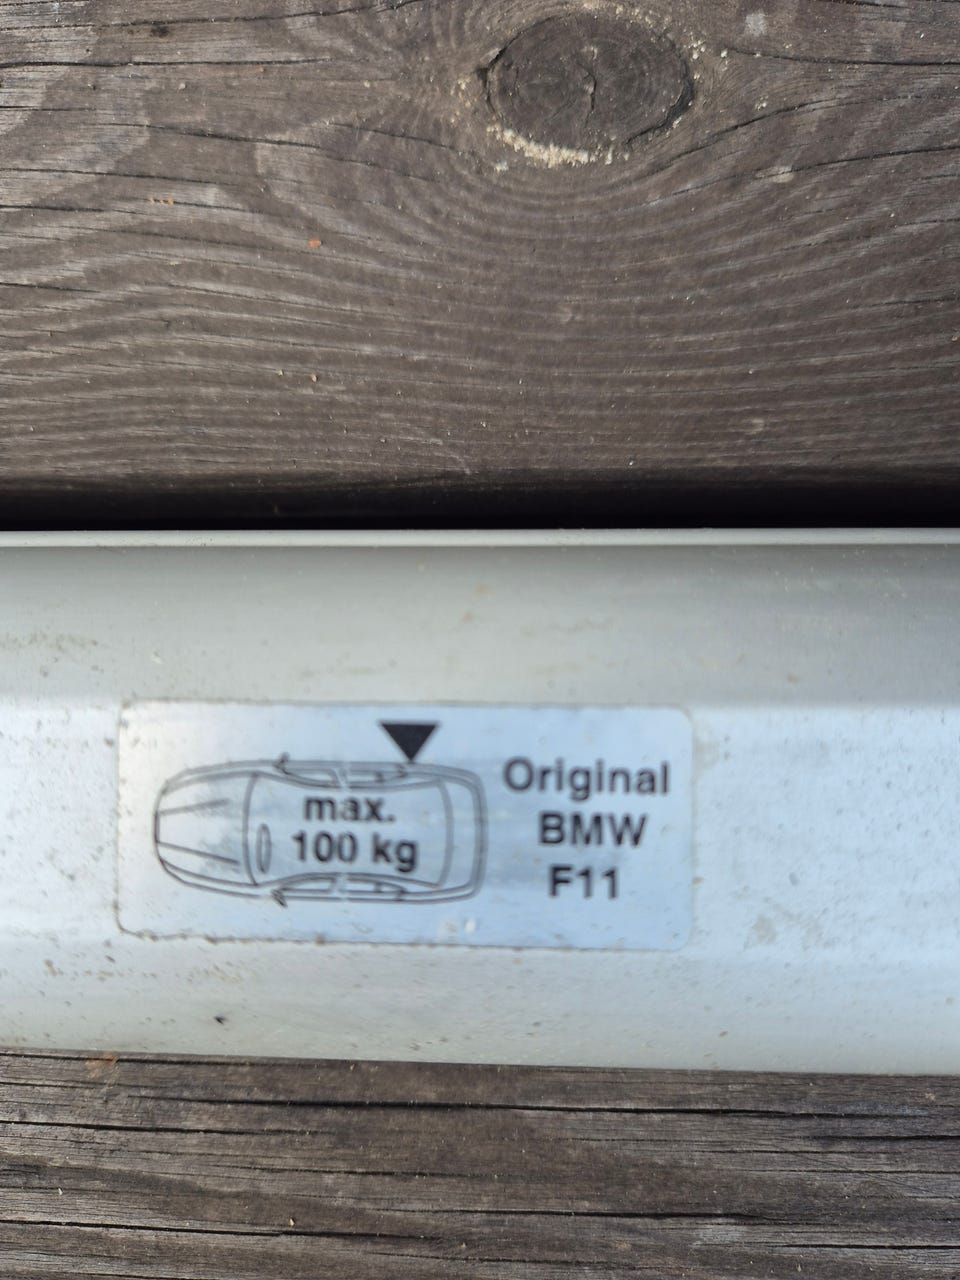 max.
100 kg
Original
BMW
F11